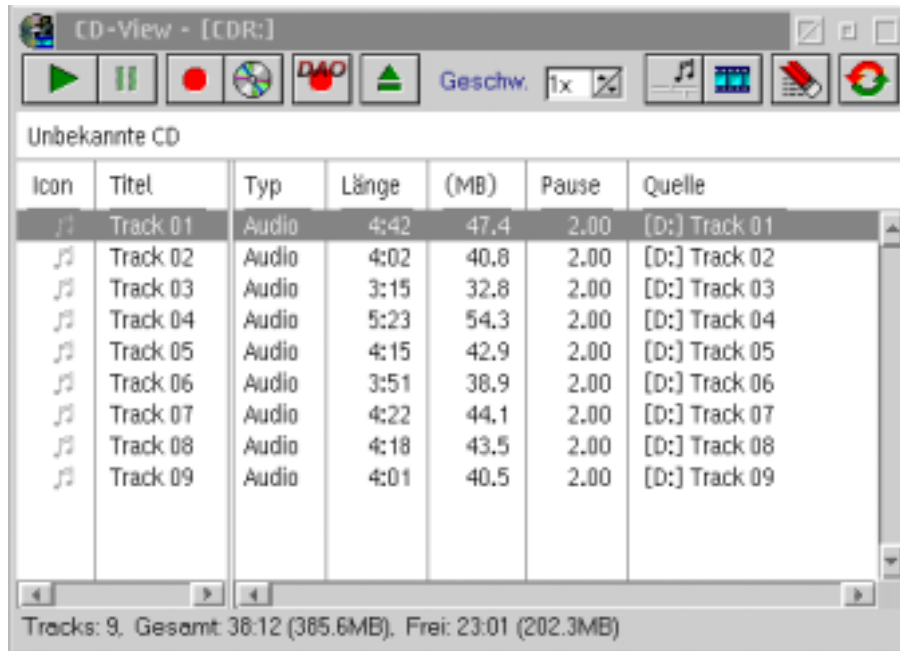 CD-View - [CDR:]
DAO Geschw. 1x
Unbekannte CD
Icon Titel Typ Länge (MB) Pause Quelle
Track 01 Audio 4:42 47.4 2.00 [D:] Track 01
Track 02 Audio 4:02 40.8 2.00 [D:] Track 02
Track 03 Audio 3:15 32.8 2.00 [D:] Track 03
Track 04 Audio 5:23 54.3 2.00 [D:] Track 04
Track 05 Audio 4:15 42.9 2.00 [D:] Track 05
Track 06 Audio 3:51 38.9 2.00 [D:] Track 06
Track 07 Audio 4:22 44.1 2.00 [D:] Track 07
Track 08 Audio 4:18 43.5 2.00 [D:] Track 08
Track 09 Audio 4:01 40.5 2.00 [D:] Track 09
Tracks: 9, Gesamt: 38:12 (385.6MB), Frei: 23:01 (202.3MB)